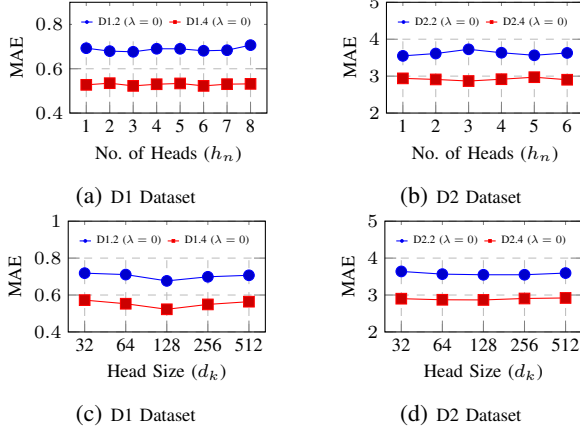 D1.2 (λ = 0) D1.4 (λ = 0)
0.8
0.6
0.4
MAE
1 2 3 4 5 6 7 8
No. of Heads (hₙ)
(a) D1 Dataset
D2.2 (λ = 0) D2.4 (λ = 0)
5
4
3
2
MAE
1 2 3 4 5 6
No. of Heads (hₙ)
(b) D2 Dataset
D1.2 (λ = 0) D1.4 (λ = 0)
1
0.8
0.6
0.4
MAE
32 64 128 256 512
Head Size (dₖ)
(c) D1 Dataset
D2.2 (λ = 0) D2.4 (λ = 0)
5
4
3
2
MAE
32 64 128 256 512
Head Size (dₖ)
(d) D2 Dataset